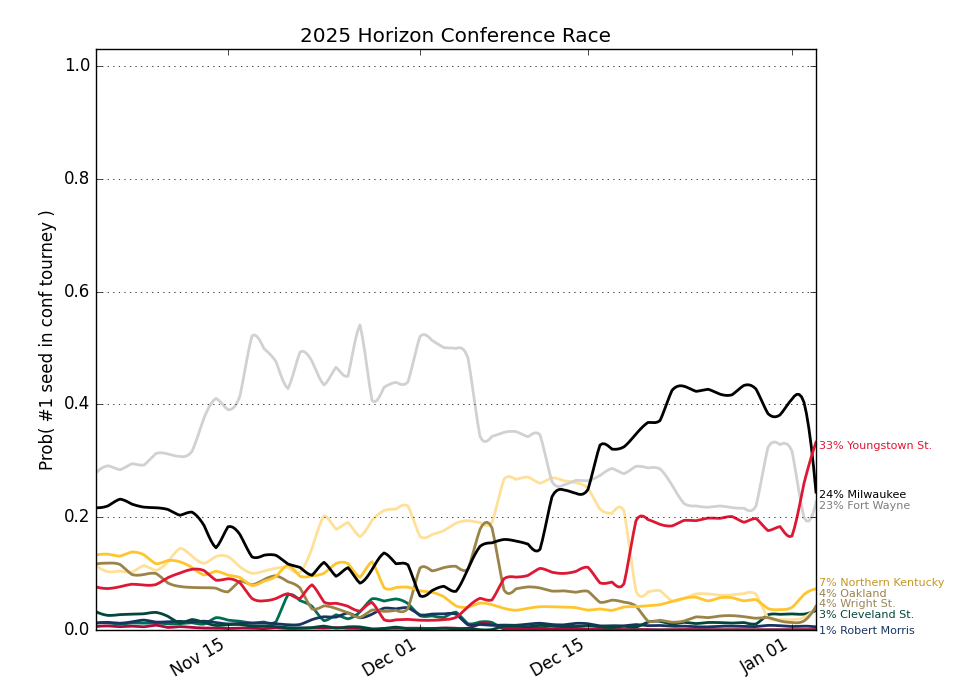 2025 Horizon Conference Race
Prob( #1 seed in conf tourney )
1.0
0.8
0.6
0.4
0.2
0.0
Nov 15
Dec 01
Dec 15
Jan 01
33% Youngstown St.
24% Milwaukee
23% Fort Wayne
7% Northern Kentucky
4% Oakland
4% Wright St.
3% Cleveland St.
1% Robert Morris